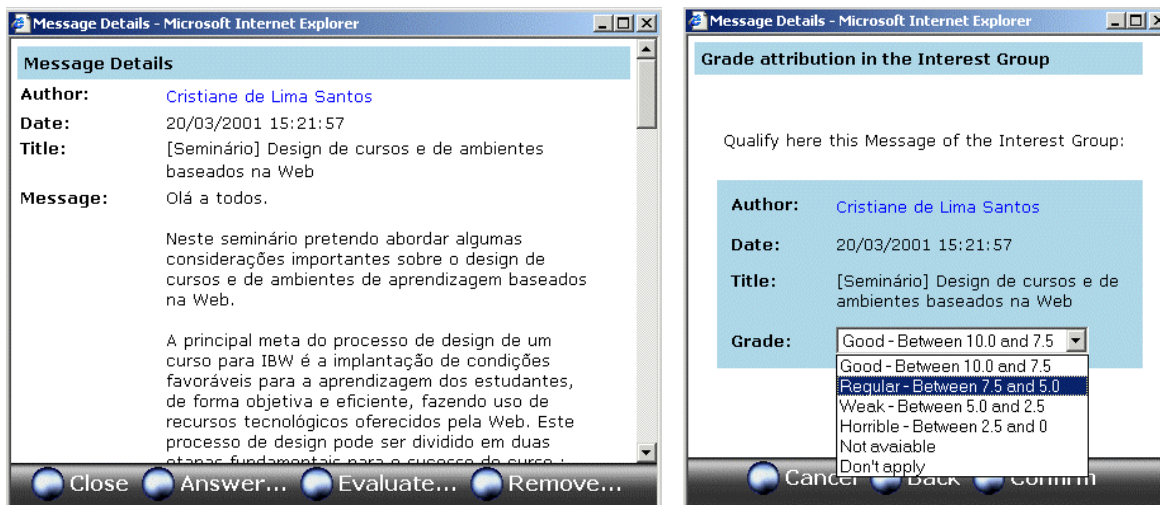 Message Details - Microsoft Internet Explorer
Message Details
Author: Cristiane de Lima Santos
Date: 20/03/2001 15:21:57
Title: [Seminário] Design de cursos e de ambientes
baseados na Web
Message: Olá a todos.
Neste seminário pretendo abordar algumas
considerações importantes sobre o design de
cursos e de ambientes de aprendizagem baseados
na Web.
A principal meta do processo de design de um
curso para IBW é a implantação de condições
favoráveis para a aprendizagem dos estudantes,
de forma objetiva e eficiente, fazendo uso de
recursos tecnológicos oferecidos pela Web. Este
processo de design pode ser dividido em duas
etapas fundamentais para o sucesso do curso :
Close Answer... Evaluate... Remove...
Message Details - Microsoft Internet Explorer
Grade attribution in the Interest Group
Qualify here this Message of the Interest Group:
Author: Cristiane de Lima Santos
Date: 20/03/2001 15:21:57
Title: [Seminário] Design de cursos e de
ambientes baseados na Web
Grade: Good - Between 10.0 and 7.5
Good - Between 10.0 and 7.5
Regular - Between 7.5 and 5.0
Weak - Between 5.0 and 2.5
Horrible - Between 2.5 and 0
Not avaiable
Don't apply
Cancel Back Confirm